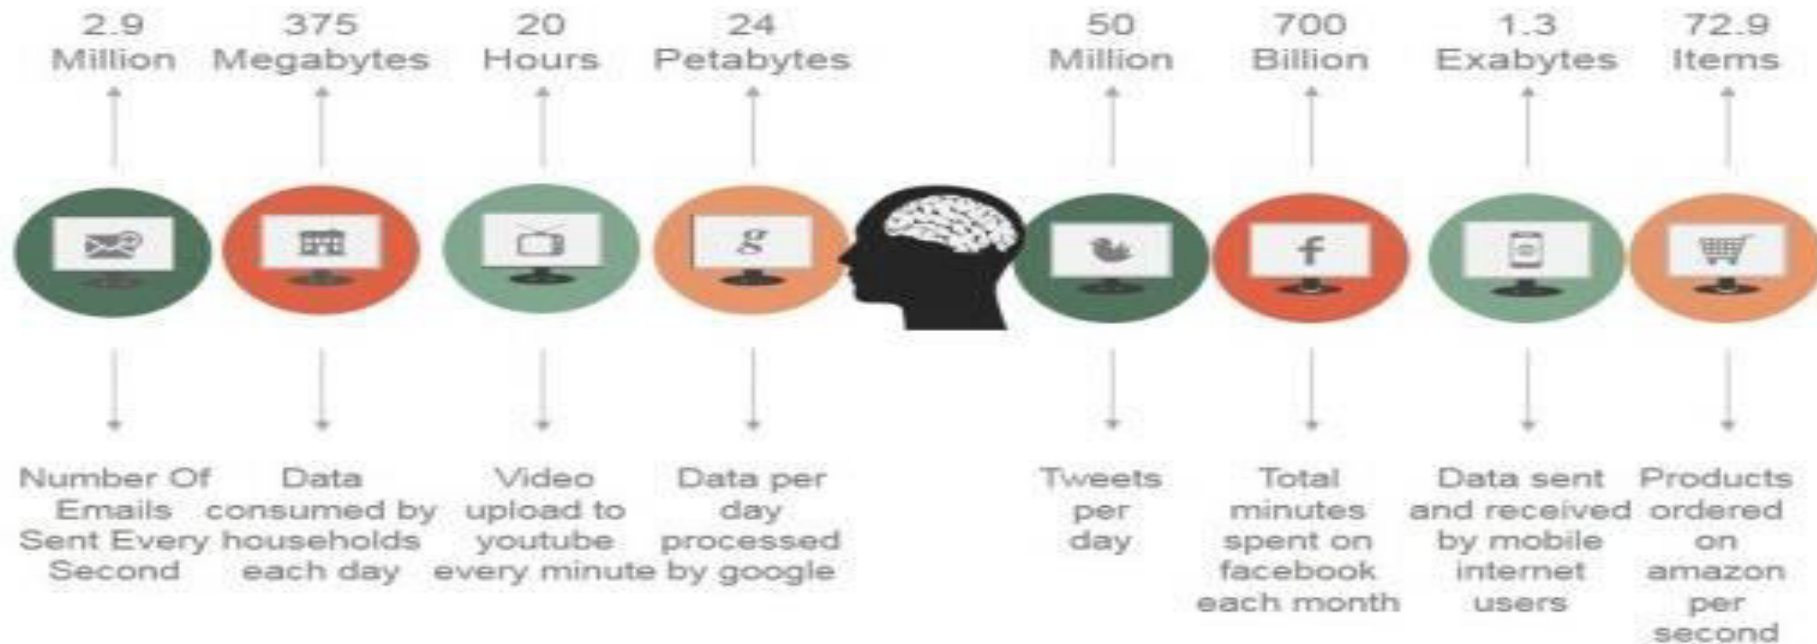 2.9
Million
375
Megabytes
20
Hours
24
Petabytes
50
Million
700
Billion
1.3
Exabytes
72.9
Items
g
f
Number Of
Emails
Sent Every
Second
Data
consumed by
households
each day
Video
upload to
youtube
every minute
Data per
day
processed
by google
Tweets
per
day
Total
minutes
spent on
facebook
each month
Data sent
and received
by mobile
internet
users
Products
ordered
on
amazon
per
second